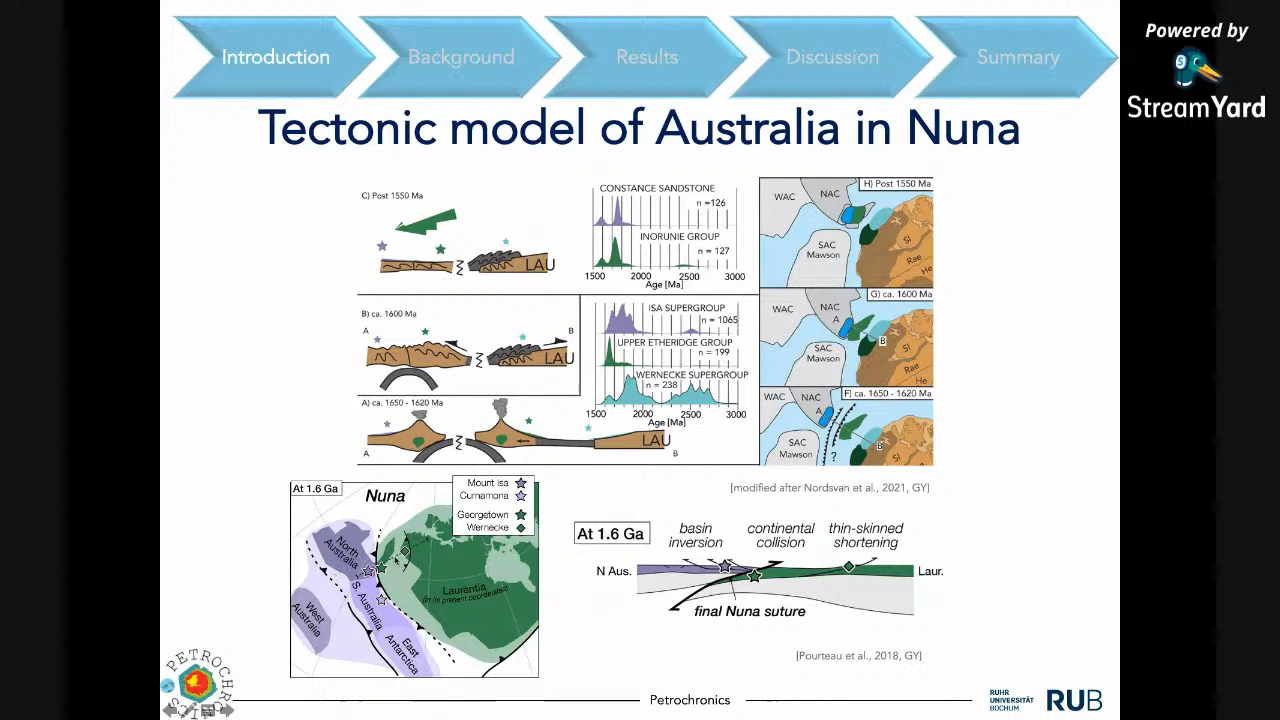 Introduction
Background
Results
Discussion
Summary
Powered by
StreamYard
Tectonic model of Australia in Nuna
C) Post 1550 Ma
LAU
CONSTANCE SANDSTONE
n =126
INORUNIE GROUP
n = 127
1500 2000 2500 3000
Age [Ma]
B) ca. 1600 Ma
A
B
LAU
ISA SUPERGROUP
n = 1065
UPPER ETHERIDGE GROUP
n = 199
WERNECKE SUPERGROUP
n = 238
1500 2000 2500 3000
Age [Ma]
A) ca. 1650 - 1620 Ma
LAU
A
B
H) Post 1550 Ma
WAC
NAC
SAC
Mawson
Sl
Rae
He
G) ca. 1600 Ma
WAC
NAC
A
B
SAC
Mawson
Sl
Rae
He
F) ca. 1650 - 1620 Ma
WAC
NAC
A
SAC
Mawson
B
Sl
?
[modified after Nordsvan et al., 2021, GY]
At 1.6 Ga
Nuna
Mount Isa
Curnamona
Georgetown
Wernecke
North
Australia
S. Australia
West
Australia
East
Antarctica
Laurentia
(in its present coordinates)
At 1.6 Ga
basin
inversion
continental
collision
thin-skinned
shortening
N Aus.
Laur.
final Nuna suture
[Pourteau et al., 2018, GY]
PETROCHR
Petrochronics
RUHR
UNIVERSITÄT
BOCHUM
RUB